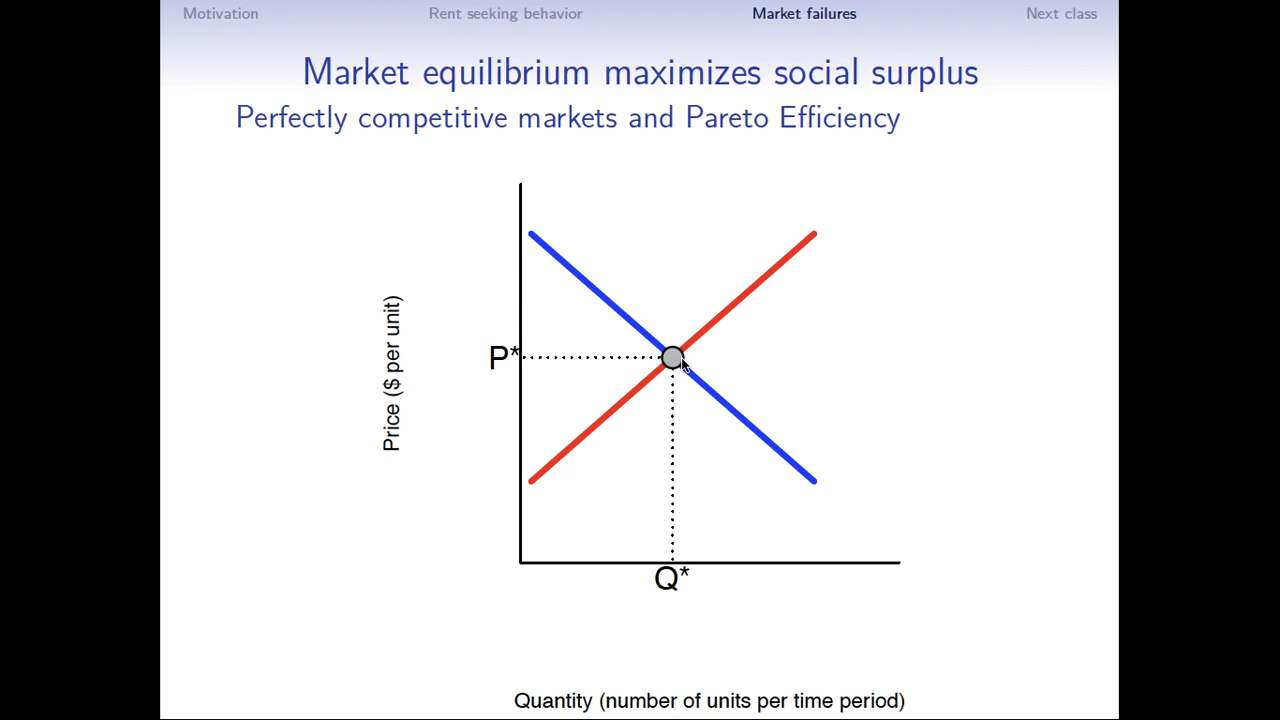 Motivation Rent seeking behavior Market failures Next class
Market equilibrium maximizes social surplus
Perfectly competitive markets and Pareto Efficiency
Price ($ per unit)
P*
Q*
Quantity (number of units per time period)